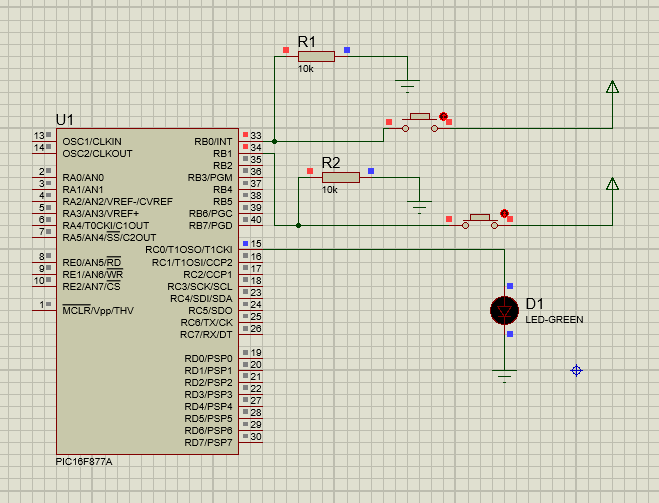 R1
10k
U1
13 OSC1/CLKIN RB0/INT 33
14 OSC2/CLKOUT RB1 34
RB2 35
2 RA0/AN0 RB3/PGM 36
3 RA1/AN1 RB4 37
4 RA2/AN2/VREF-/CVREF RB5 38
5 RA3/AN3/VREF+ RB6/PGC 39
6 RA4/T0CKI/C1OUT RB7/PGD 40
7 RA5/AN4/SS/C2OUT
RC0/T1OSO/T1CKI 15
8 RE0/AN5/RD RC1/T1OSI/CCP2 16
9 RE1/AN6/WR RC2/CCP1 17
10 RE2/AN7/CS RC3/SCK/SCL 18
RC4/SDI/SDA 23
1 MCLR/Vpp/THV RC5/SDO 24
RC6/TX/CK 25
RC7/RX/DT 26
RD0/PSP0 19
RD1/PSP1 20
RD2/PSP2 21
RD3/PSP3 22
RD4/PSP4 27
RD5/PSP5 28
RD6/PSP6 29
RD7/PSP7 30
PIC16F877A
R2
10k
D1
LED-GREEN